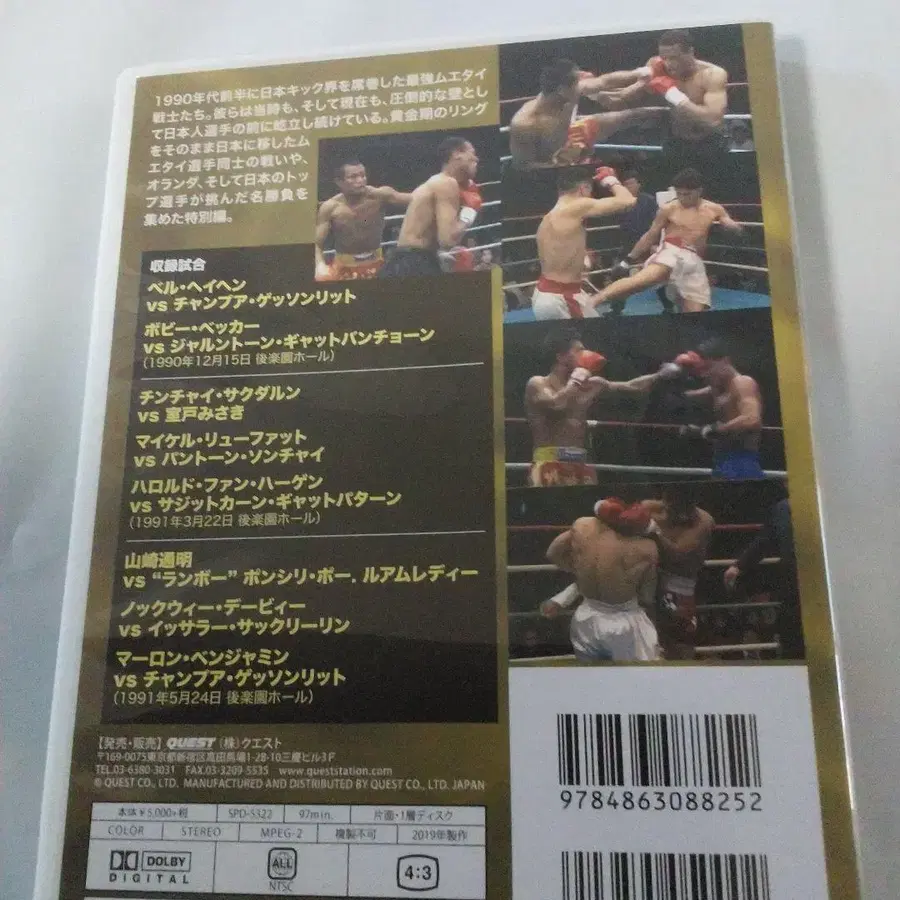 1990年代前半に日本キック界を席巻した最強ムエタイ
戦士たち。彼らは当時も、そして現在も、圧倒的な壁とし
て日本人選手の前に屹立し続けている。黄金期のリング
をそのまま日本に移したム
エタイ選手同士の戦いや、
オランダ、そして日本のトッ
プ選手が挑んだ名勝負を
集めた特別編。
収録試合
ベル・ヘイヘン
vs チャンプア・ゲッソンリット
ボビー・ベッカー
vs ジャルントーン・ギャットバンチョーン
(1990年12月15日 後楽園ホール)
チンチャイ・サクダルン
vs 室戸みさき
マイケル・リューファット
vs パントーン・ソンチャイ
ハロルド・ファン・ハーゲン
vs サジットカーン・ギャットパターン
(1991年3月22日 後楽園ホール)
山崎通明
vs “ランボー” ポンシリ・ポー. ルアムレディー
ノックウィー・デービィー
vs イッサラー・サックリーリン
マーロン・ベンジャミン
vs チャンプア・ゲッソンリット
(1991年5月24日 後楽園ホール)
【発売・販売】 QUEST (株)クエスト
〒169-0075東京都新宿区高田馬場1-28-10三慶ビル3F
TEL.03-6380-3031 FAX.03-3209-5535 www.queststation.com
© QUEST CO., LTD. MANUFACTURED AND DISTRIBUTED BY QUEST CO., LTD. JAPAN
本体￥5,000+税 SPD-5322 97min. 片面・1層ディスク
COLOR STEREO MPEG-2 複製不可 2019年製作
DOLBY
DIGITAL
ALL
NTSC
4:3
9784863088252